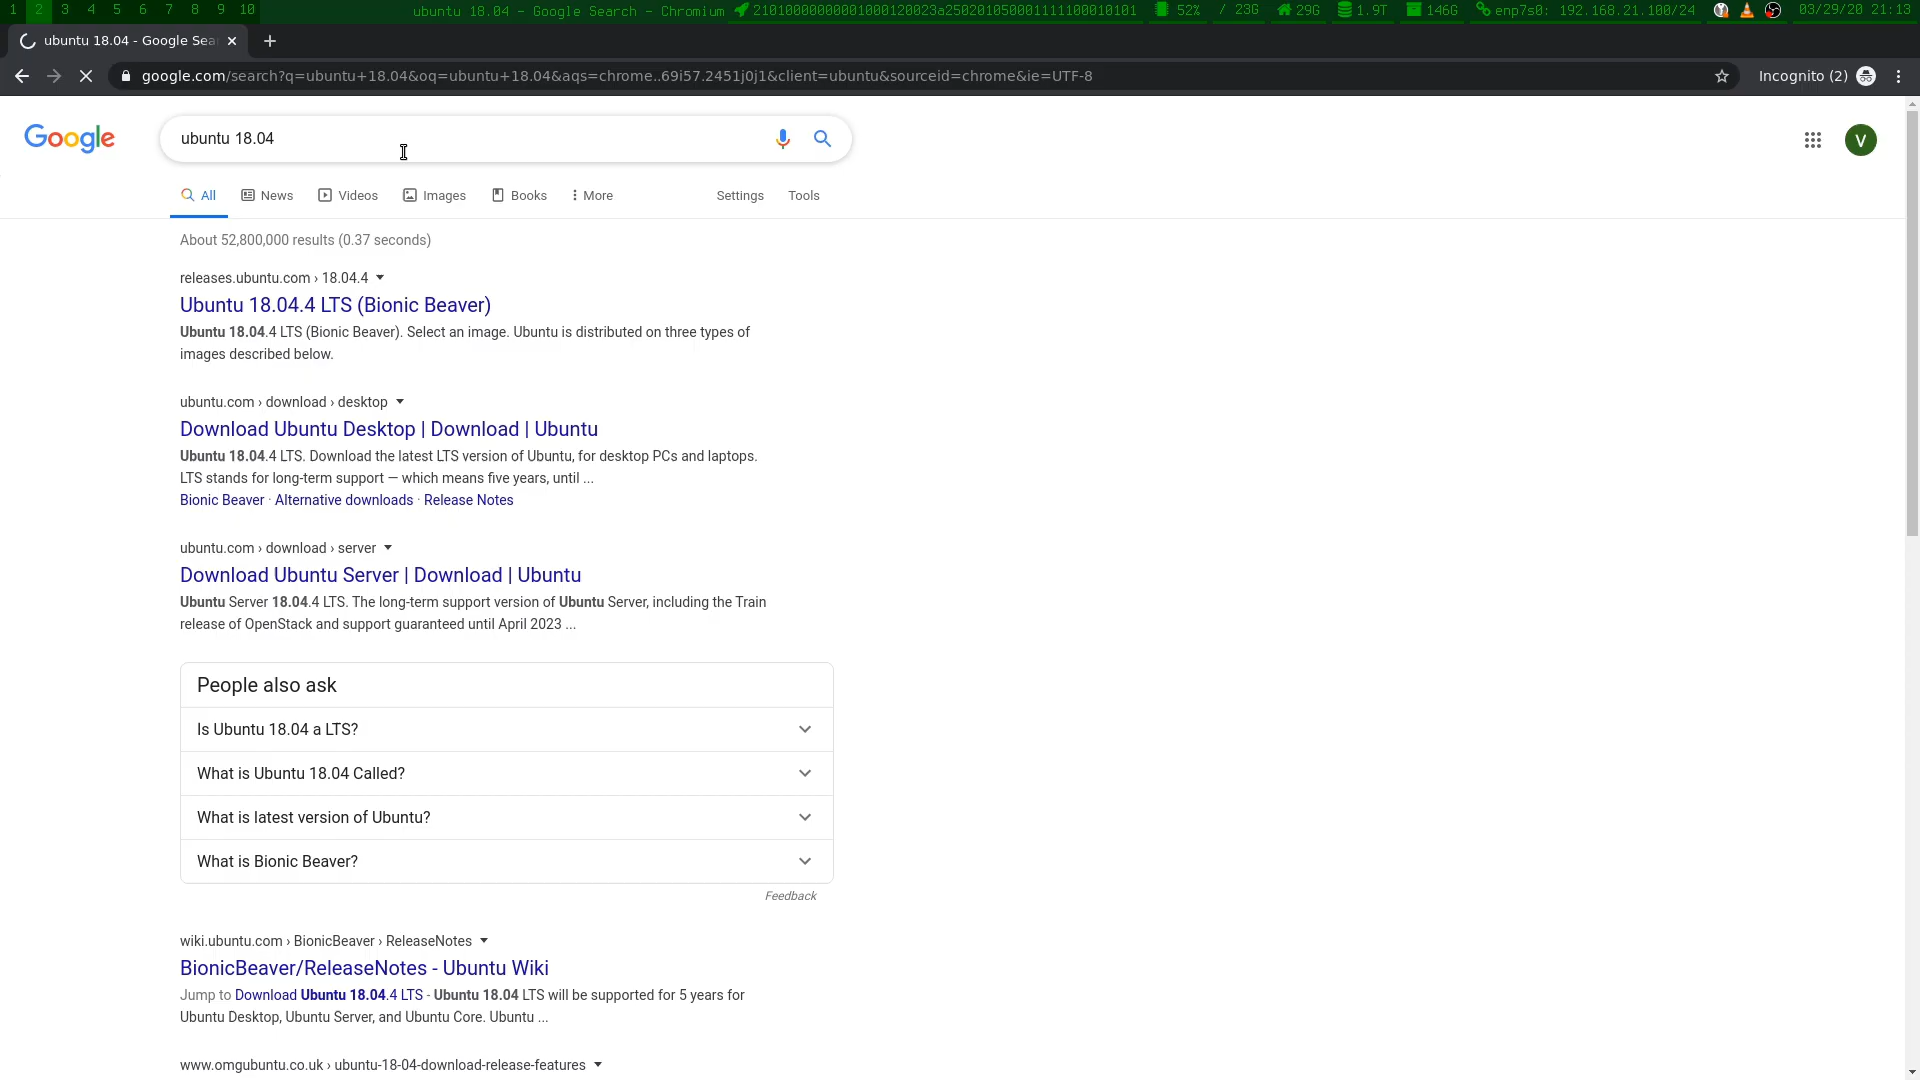 1 2 3 4 5 6 7 8 9 10 ubuntu 18.04 - Google Search - Chromium 52% / 23G 29G 1.9T 146G enp7s0: 192.168.21.100/24 03/29/20 21:13
ubuntu 18.04 - Google Sea
google.com/search?q=ubuntu+18.04&oq=ubuntu+18.04&aqs=chrome..69i57.2451j0j1&client=ubuntu&sourceid=chrome&ie=UTF-8 Incognito (2)
Google ubuntu 18.04 V
All News Videos Images Books More Settings Tools
About 52,800,000 results (0.37 seconds)
releases.ubuntu.com › 18.04.4
Ubuntu 18.04.4 LTS (Bionic Beaver)
Ubuntu 18.04.4 LTS (Bionic Beaver). Select an image. Ubuntu is distributed on three types of
images described below.
ubuntu.com › download › desktop
Download Ubuntu Desktop | Download | Ubuntu
Ubuntu 18.04.4 LTS. Download the latest LTS version of Ubuntu, for desktop PCs and laptops.
LTS stands for long-term support — which means five years, until ...
Bionic Beaver · Alternative downloads · Release Notes
ubuntu.com › download › server
Download Ubuntu Server | Download | Ubuntu
Ubuntu Server 18.04.4 LTS. The long-term support version of Ubuntu Server, including the Train
release of OpenStack and support guaranteed until April 2023 ...
People also ask
Is Ubuntu 18.04 a LTS?
What is Ubuntu 18.04 Called?
What is latest version of Ubuntu?
What is Bionic Beaver?
Feedback
wiki.ubuntu.com › BionicBeaver › ReleaseNotes
BionicBeaver/ReleaseNotes - Ubuntu Wiki
Jump to Download Ubuntu 18.04.4 LTS - Ubuntu 18.04 LTS will be supported for 5 years for
Ubuntu Desktop, Ubuntu Server, and Ubuntu Core. Ubuntu ...
www.omgubuntu.co.uk › ubuntu-18-04-download-release-features